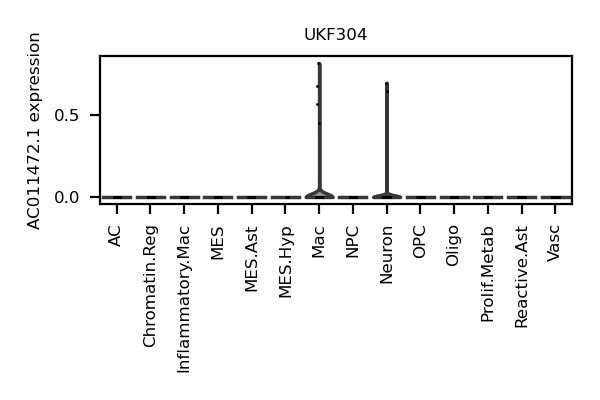 UKF304
AC011472.1 expression
0.5
0.0
AC
Chromatin.Reg
Inflammatory.Mac
MES
MES.Ast
MES.Hyp
Mac
NPC
Neuron
OPC
Oligo
Prolif.Metab
Reactive.Ast
Vasc